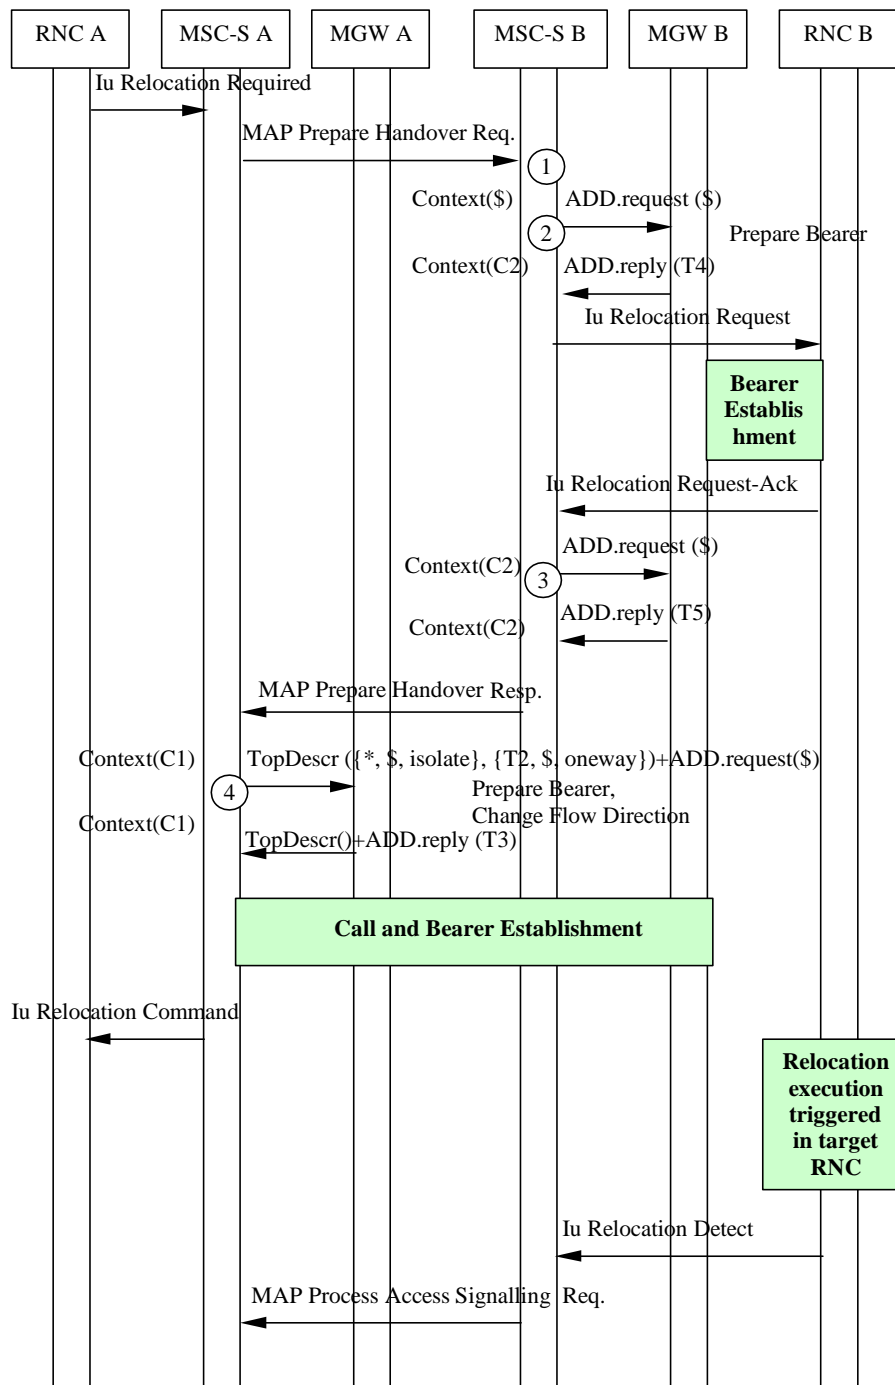 RNC A MSC-S A MGW A MSC-S B MGW B RNC B
Iu Relocation Required
MAP Prepare Handover Req.
1
Context($) ADD.request ($)
2
Prepare Bearer
Context(C2) ADD.reply (T4)
Iu Relocation Request
Bearer
Establis
hment
Iu Relocation Request-Ack
ADD.request ($)
Context(C2)
3
ADD.reply (T5)
Context(C2)
MAP Prepare Handover Resp.
Context(C1) TopDescr ({*, $, isolate}, {T2, $, oneway})+ADD.request($)
4
Prepare Bearer,
Change Flow Direction
Context(C1)
TopDescr()+ADD.reply (T3)
Call and Bearer Establishment
Iu Relocation Command
Relocation
execution
triggered
in target
RNC
Iu Relocation Detect
MAP Process Access Signalling Req.